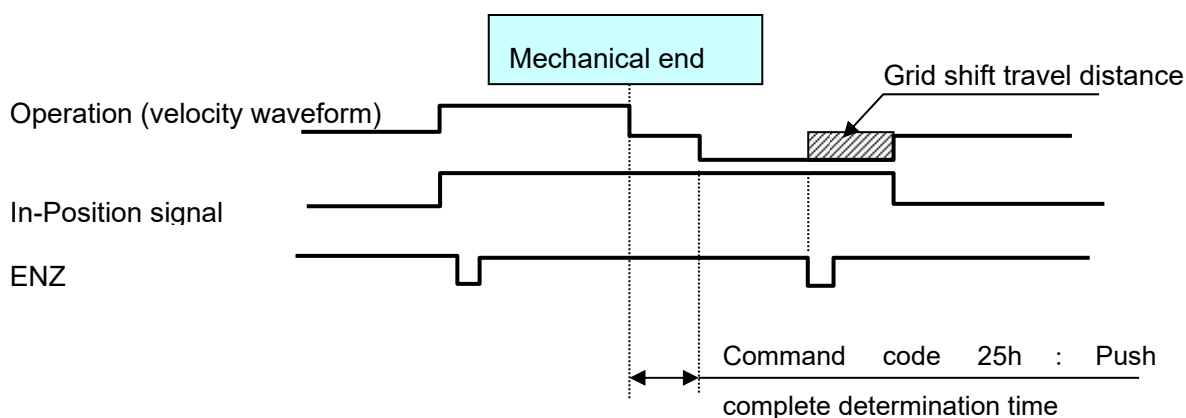 Mechanical end
Grid shift travel distance
Operation (velocity waveform)
In-Position signal
ENZ
Command code 25h : Push
complete determination time